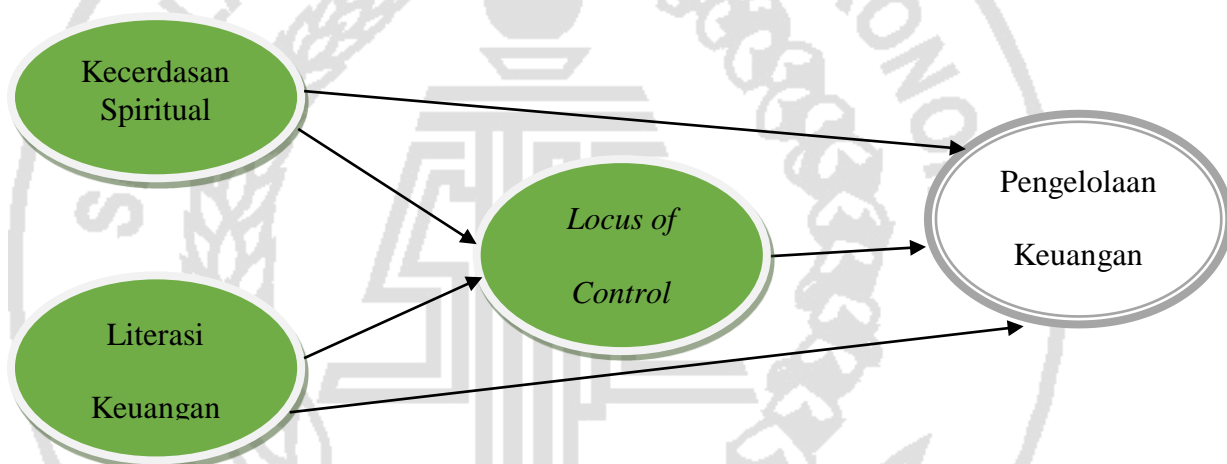 Kecerdasan
Spiritual
Locus of
Control
Pengelolaan
Keuangan
Literasi
Keuangan